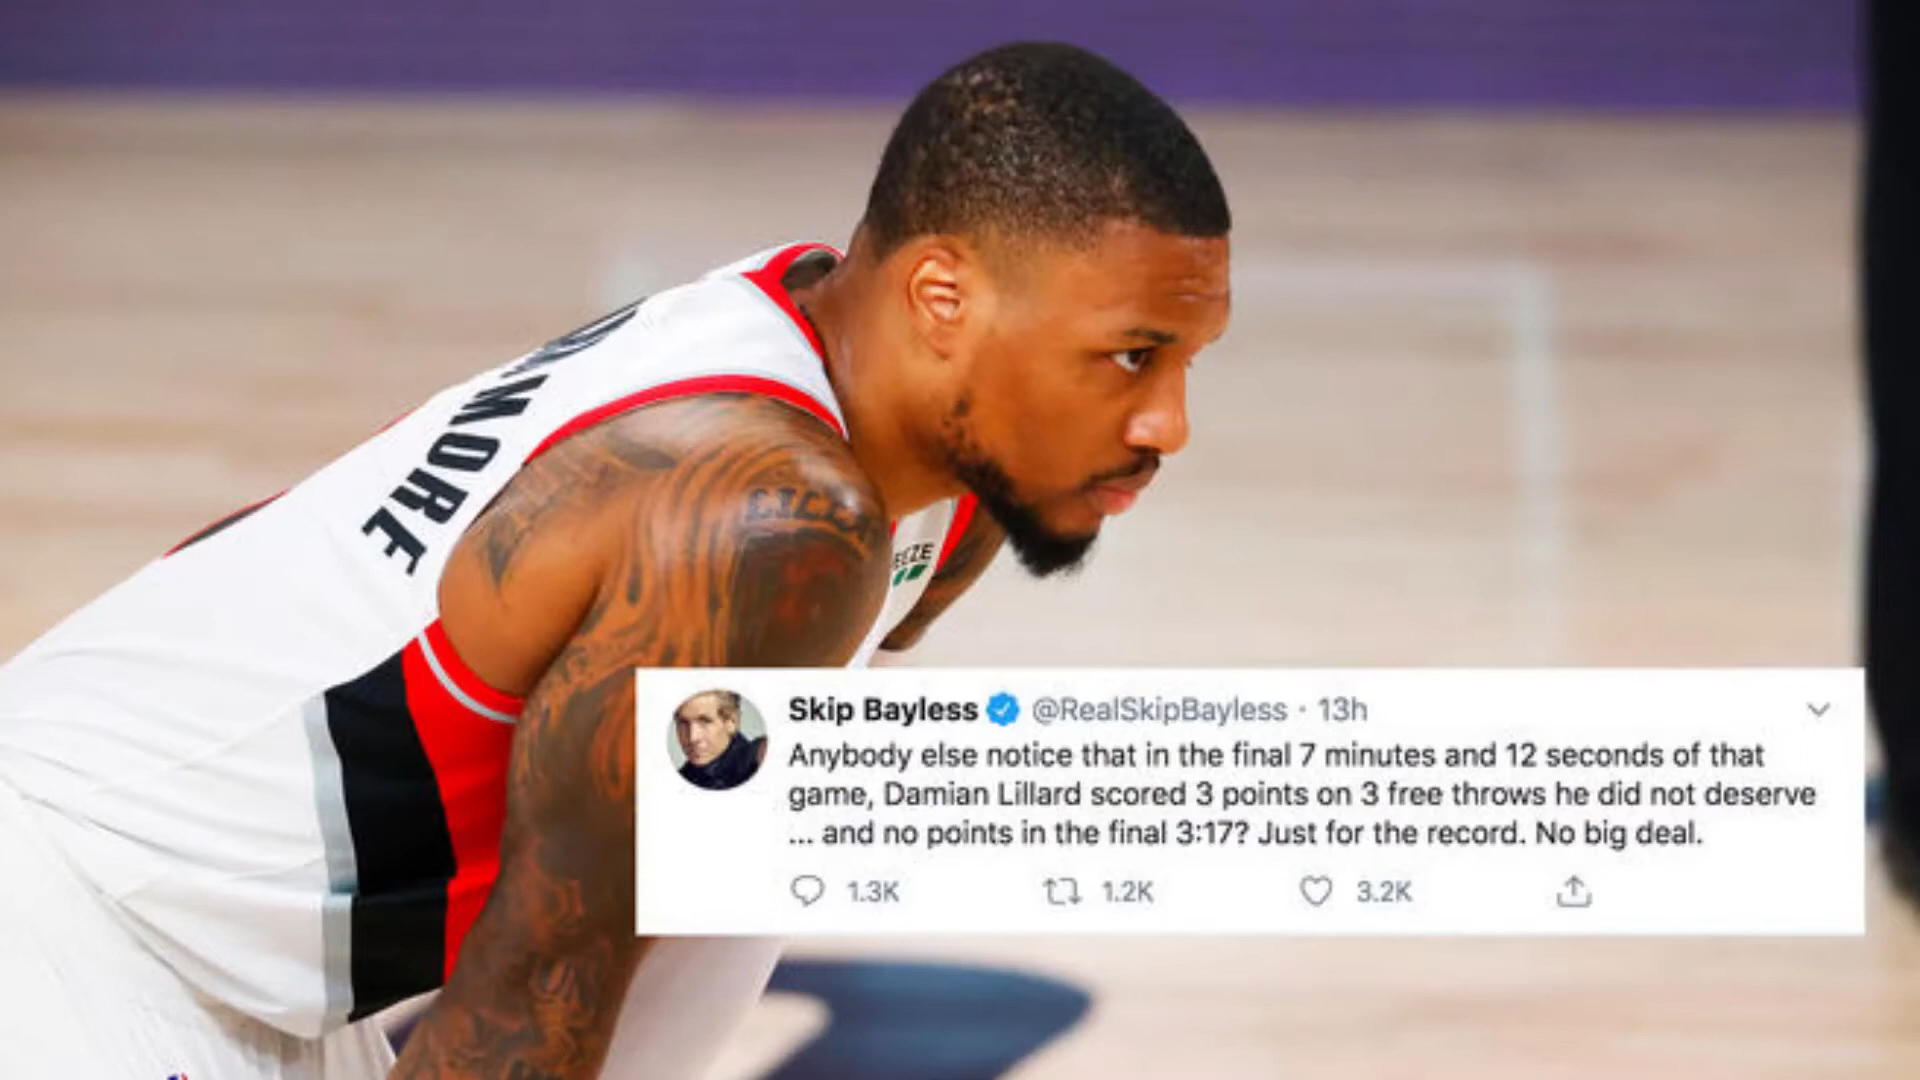 MORE
Skip Bayless @RealSkipBayless · 13h
Anybody else notice that in the final 7 minutes and 12 seconds of that
game, Damian Lillard scored 3 points on 3 free throws he did not deserve
... and no points in the final 3:17? Just for the record. No big deal.
1.3K 1.2K 3.2K